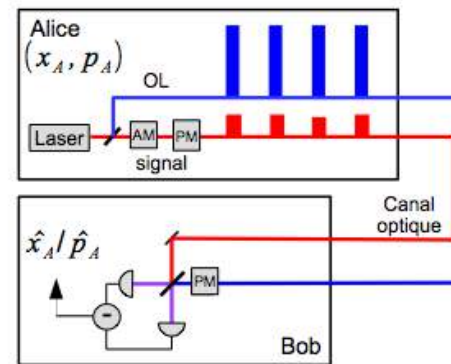 Alice
(x_A, p_A)
OL
Laser
AM
PM
signal
Canal
optique
x̂_A/ p̂_A
PM
-
Bob